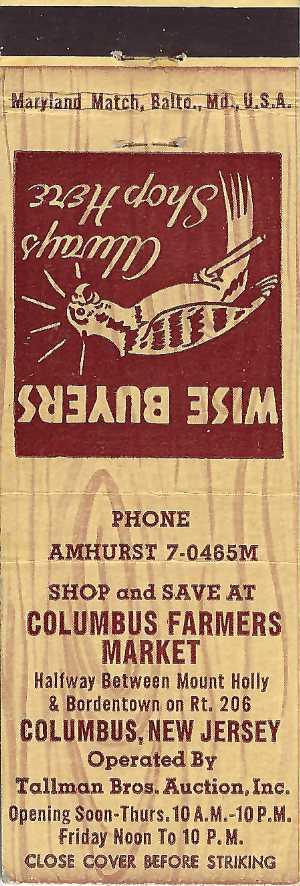 Maryland Match, Balto., Md., U.S.A.
WISE BUYERS
Always
Shop Here
PHONE
AMHURST 7-0465M
SHOP and SAVE AT
COLUMBUS FARMERS
MARKET
Halfway Between Mount Holly
& Bordentown on Rt. 206
COLUMBUS, NEW JERSEY
Operated By
Tallman Bros. Auction, Inc.
Opening Soon-Thurs. 10 A.M.-10 P.M.
Friday Noon To 10 P.M.
CLOSE COVER BEFORE STRIKING